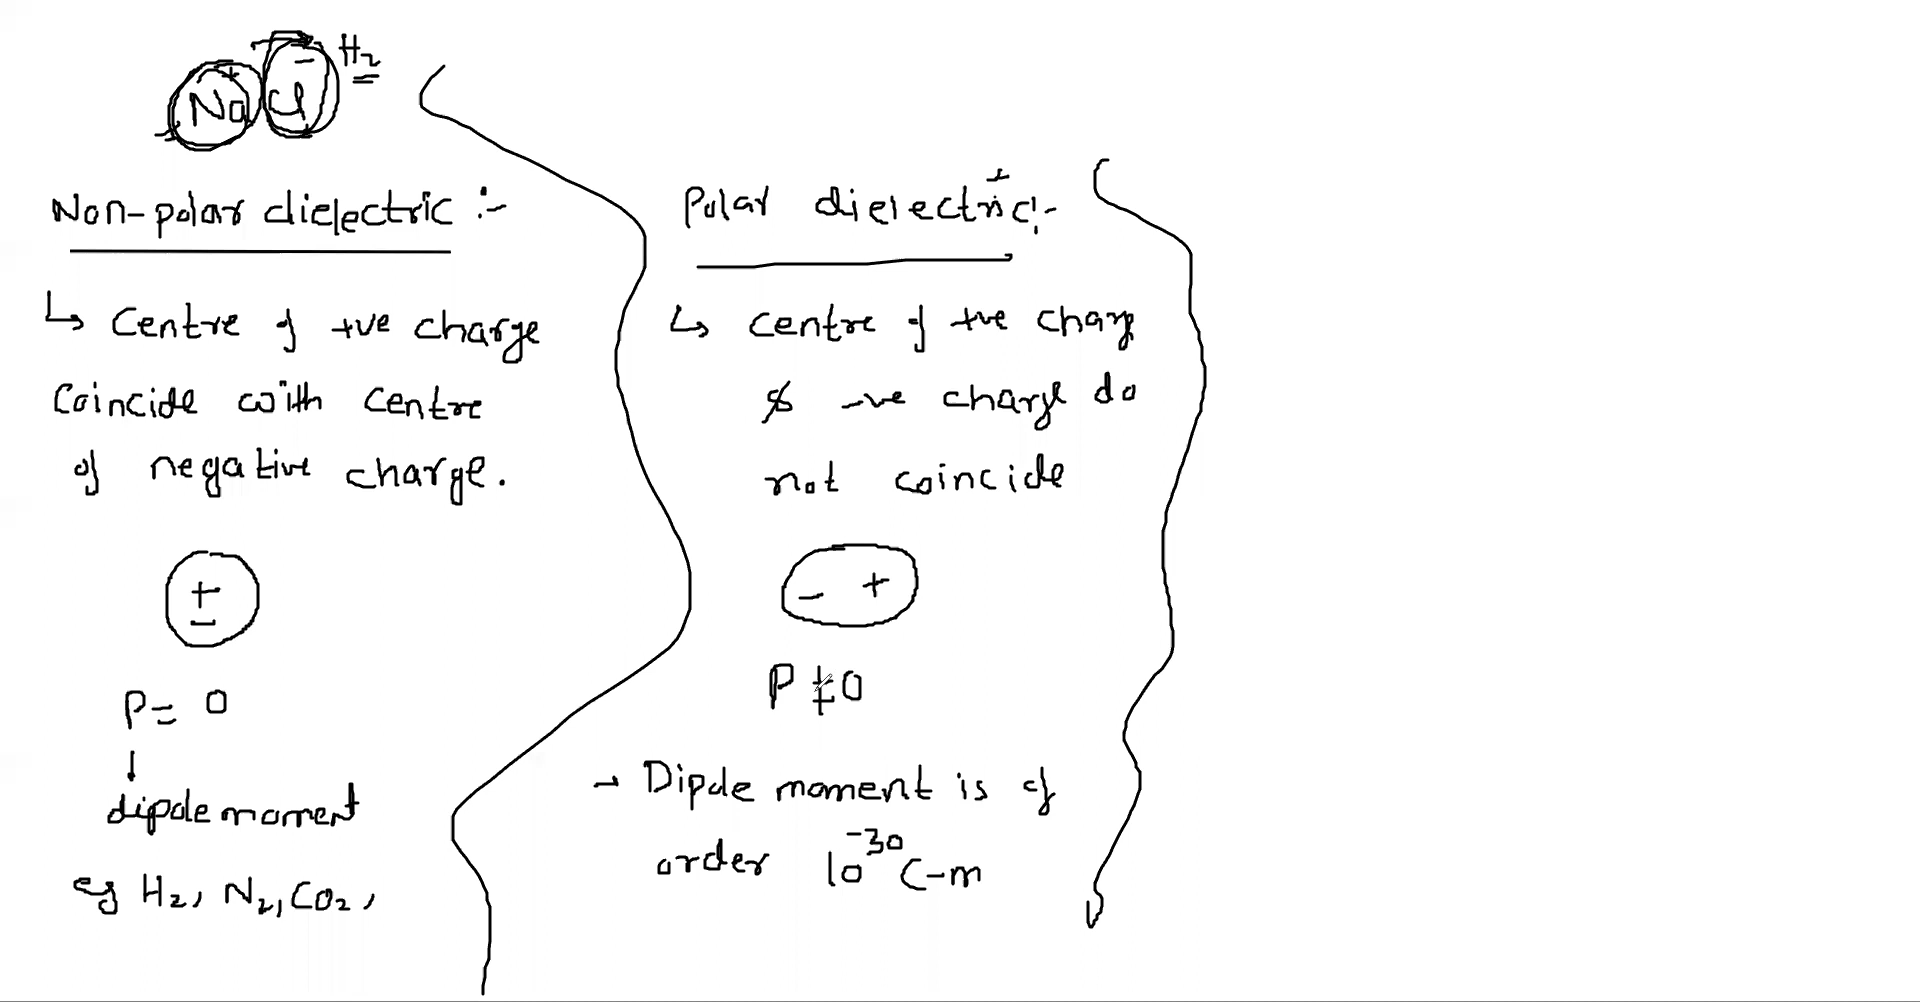 Na+ Cl− H2
Non-polar dielectric :-
↳ Centre of +ve charge
Coincide with centre
of negative charge.
+
−
P = 0
↓
dipole moment
eg H2, N2, CO2,
Polar dielectric :-
↳ centre of +ve charge
& -ve charge do
not coincide
− +
P ≠ 0
→ Dipole moment is of
order 10^-30 C-m